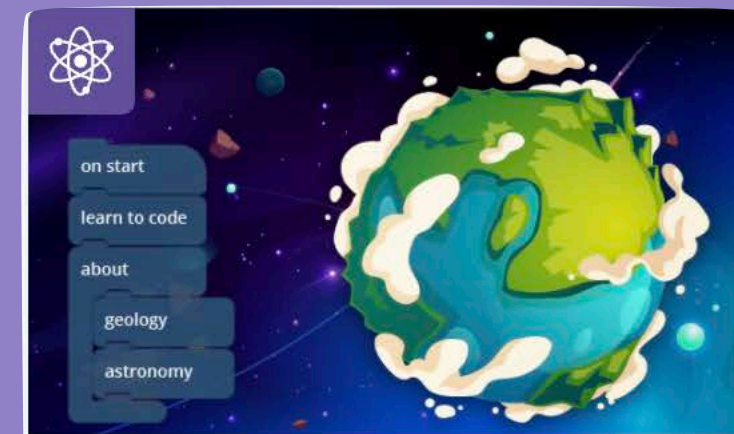 on start
learn to code
about
geology
astronomy